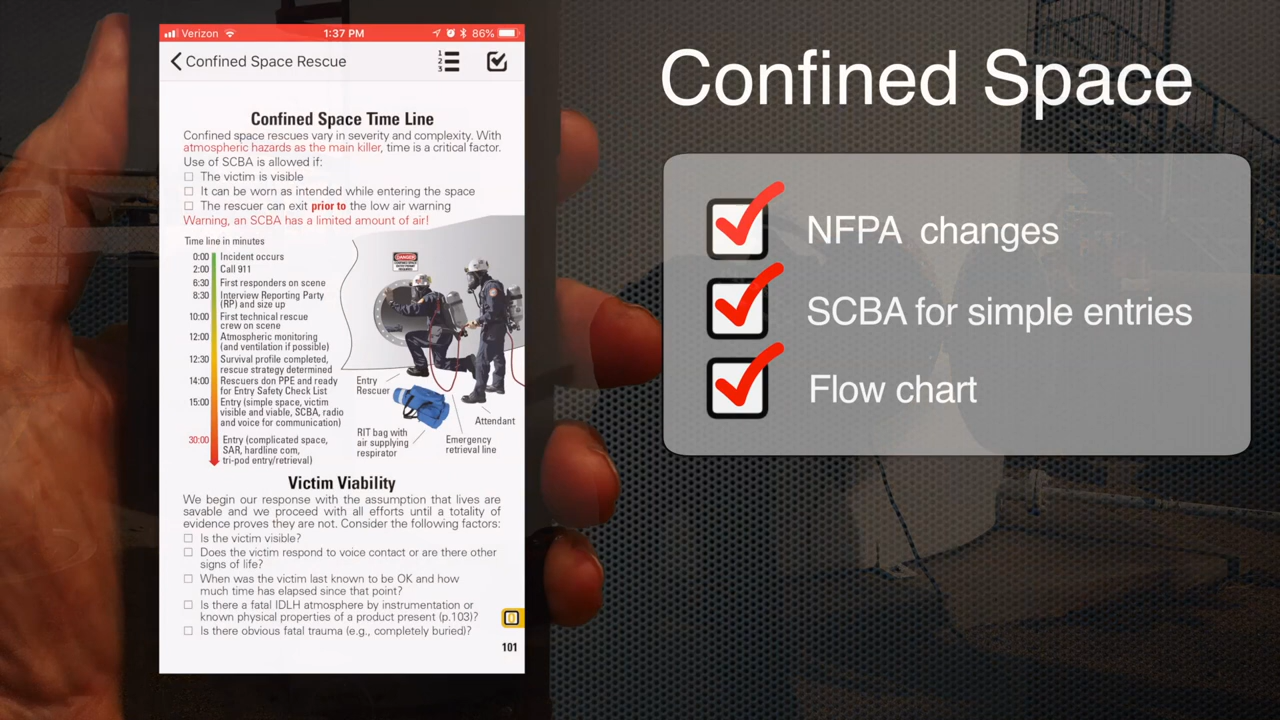 Verizon 1:37 PM 86%
Confined Space Rescue
1
2
3
Confined Space Time Line
Confined space rescues vary in severity and complexity. With
atmospheric hazards as the main killer, time is a critical factor.
Use of SCBA is allowed if:
The victim is visible
It can be worn as intended while entering the space
The rescuer can exit prior to the low air warning
Warning, an SCBA has a limited amount of air!
Time line in minutes
0:00 Incident occurs
2:00 Call 911
6:30 First responders on scene
8:30 Interview Reporting Party
(RP) and size up
10:00 First technical rescue
crew on scene
12:00 Atmospheric monitoring
(and ventilation if possible)
12:30 Survival profile completed,
rescue strategy determined
14:00 Rescuers don PPE and ready
for Entry Safety Check List
15:00 Entry (simple space, victim
visible and viable, SCBA, radio
and voice for communication)
30:00 Entry (complicated space,
SAR, hardline com,
tri-pod entry/retrieval)
DANGER
Entry
Rescuer
RIT bag with
air supplying
respirator
Emergency
retrieval line
Attendant
Victim Viability
We begin our response with the assumption that lives are
savable and we proceed with all efforts until a totality of
evidence proves they are not. Consider the following factors:
Is the victim visible?
Does the victim respond to voice contact or are there other
signs of life?
When was the victim last known to be OK and how
much time has elapsed since that point?
Is there a fatal IDLH atmosphere by instrumentation or
known physical properties of a product present (p.103)?
Is there obvious fatal trauma (e.g., completely buried)?
101
Confined Space
NFPA changes
SCBA for simple entries
Flow chart